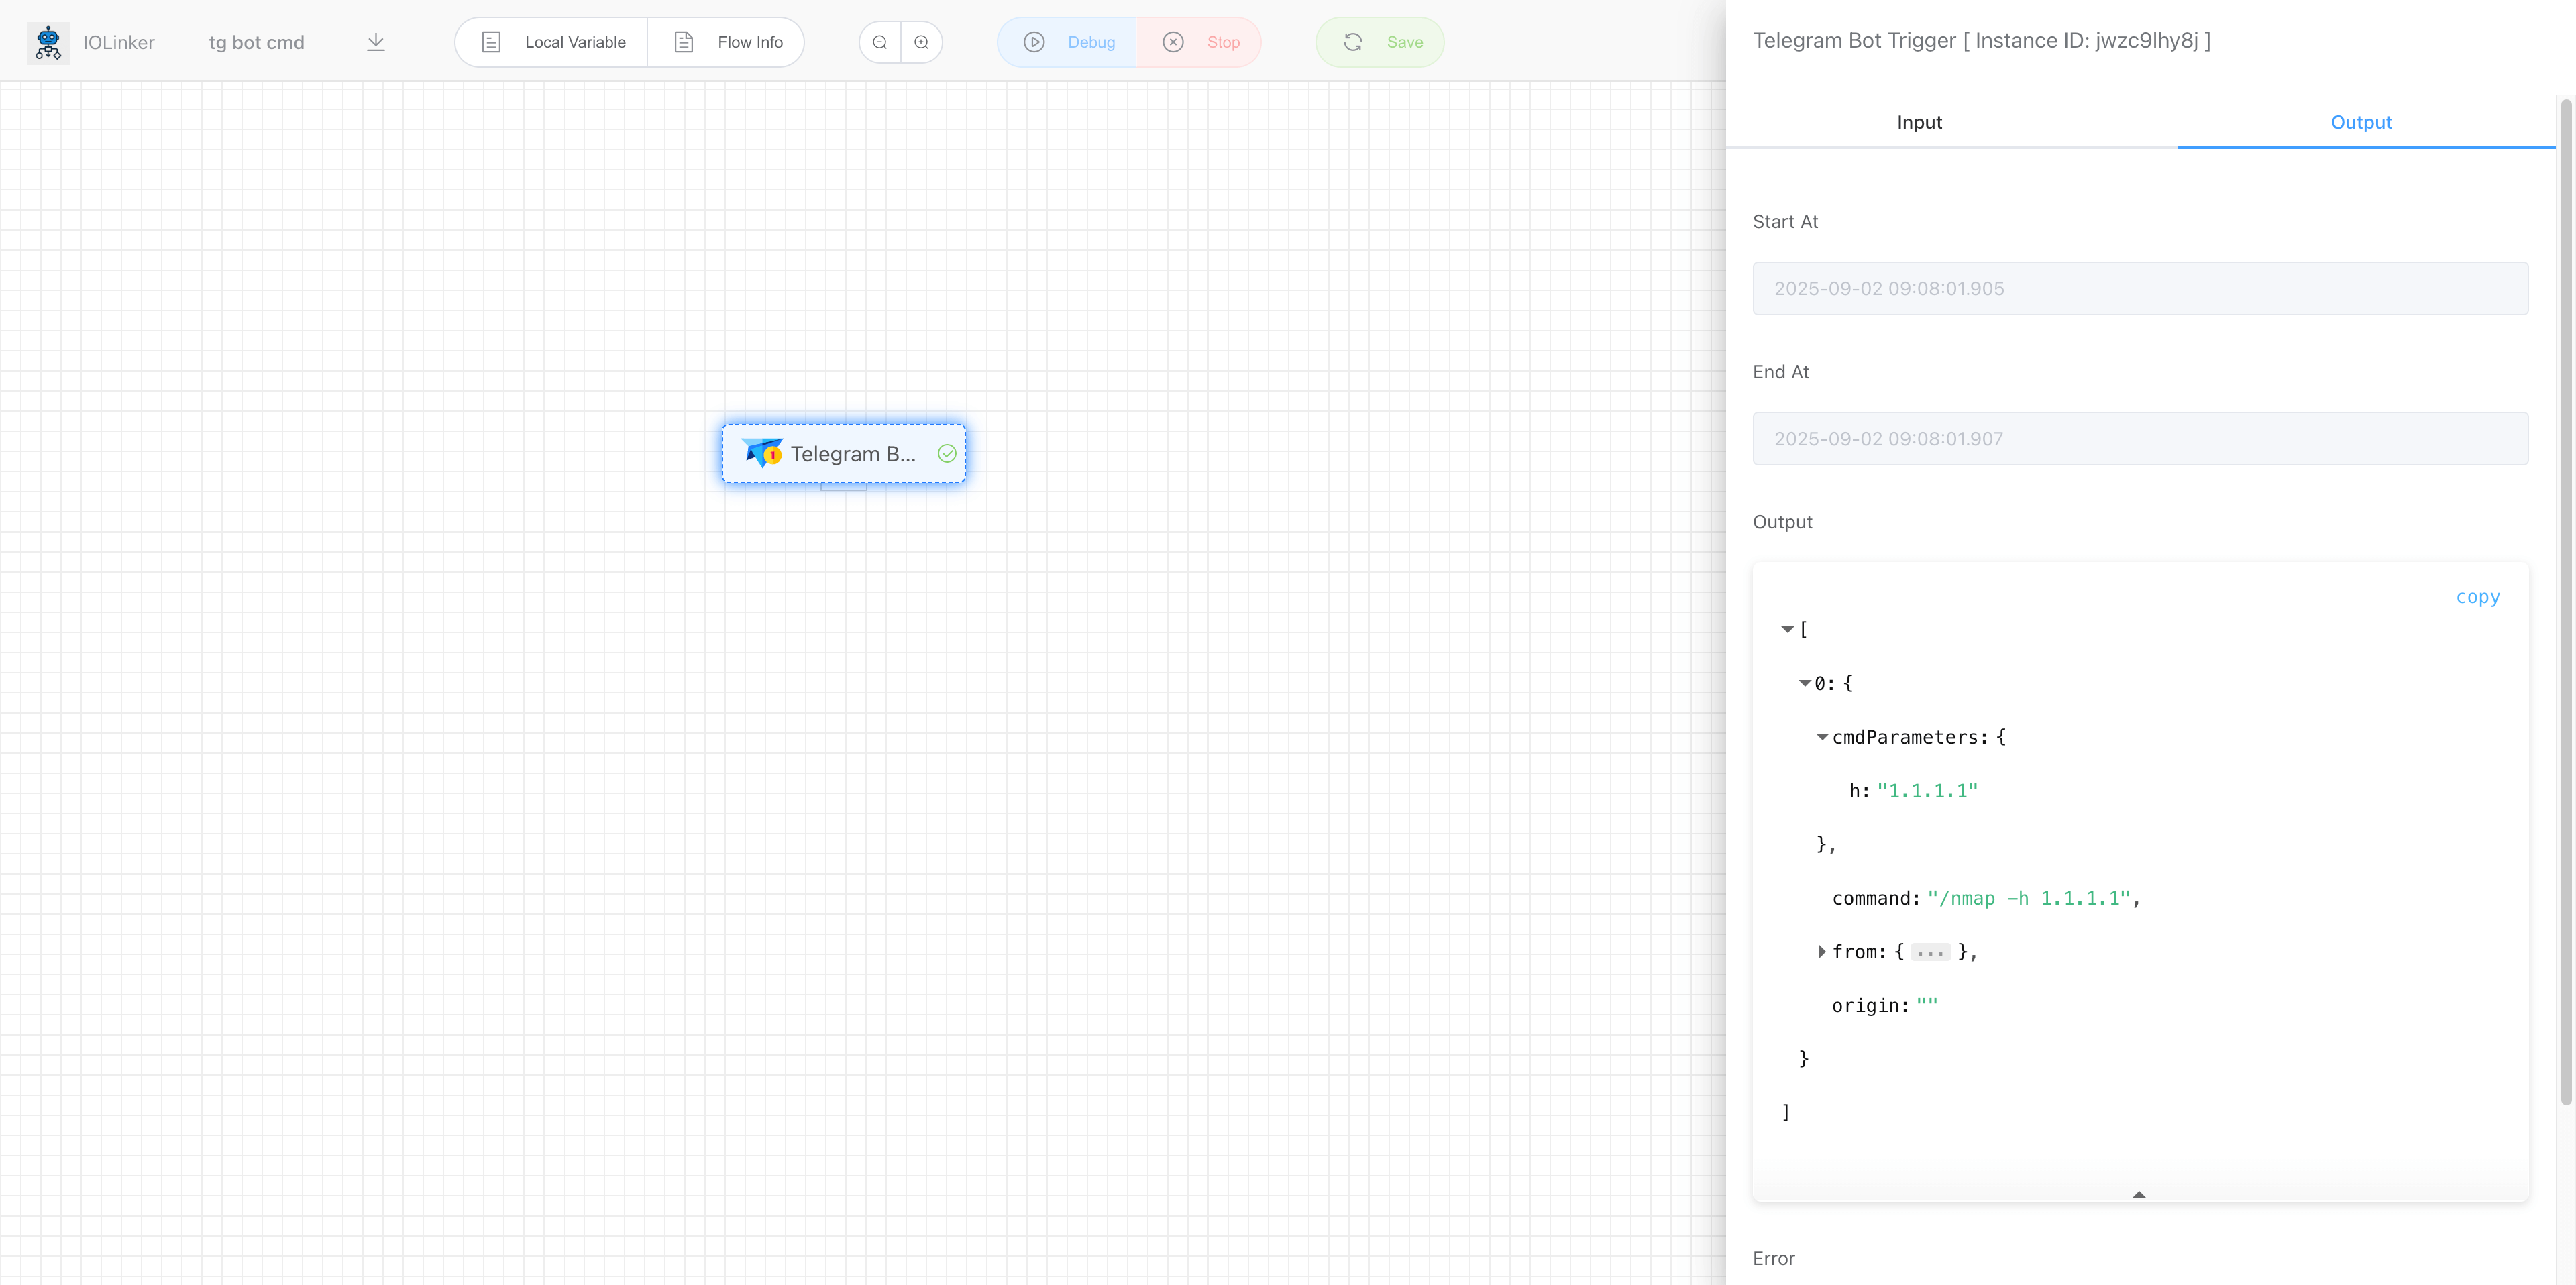 IOLinker
tg bot cmd
Local Variable
Flow Info
Debug
Stop
Save
Telegram B...
1
Telegram Bot Trigger [ Instance ID: jwzc9lhy8j ]
Input
Output
Start At
2025-09-02 09:08:01.905
End At
2025-09-02 09:08:01.907
Output
copy
[
0: {
cmdParameters: {
h: "1.1.1.1"
},
command: "/nmap -h 1.1.1.1",
from: { ... },
origin: ""
}
]
Error